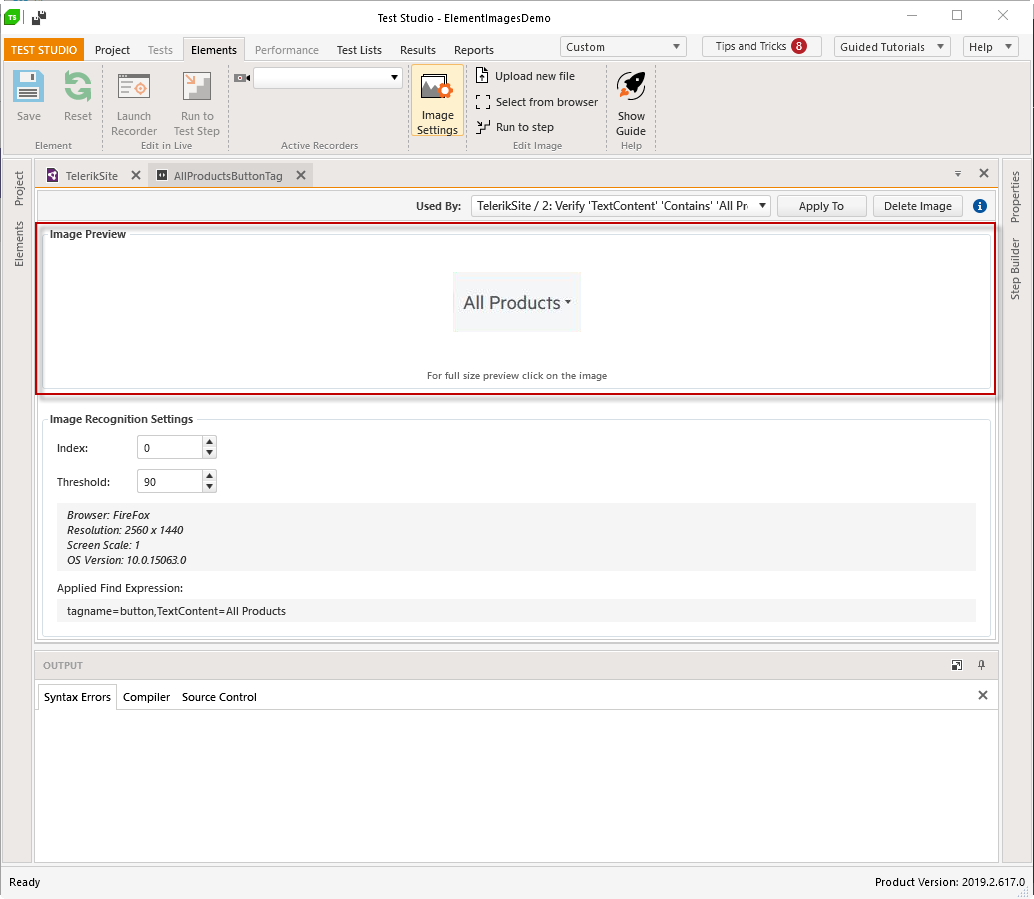 TS
Test Studio - ElementImagesDemo
TEST STUDIO Project Tests Elements Performance Test Lists Results Reports Custom Tips and Tricks 8 Guided Tutorials Help
Save
Reset
Element
Launch
Recorder
Run to
Test Step
Edit in Live
Active Recorders
Image
Settings
Upload new file
Select from browser
Run to step
Edit Image
Show
Guide
Help
Project
Elements
TelerikSite AllProductsButtonTag
Used By: TelerikSite / 2: Verify 'TextContent' 'Contains' 'All Pr Apply To Delete Image
Image Preview
All Products
For full size preview click on the image
Image Recognition Settings
Index: 0
Threshold: 90
Browser: FireFox
Resolution: 2560 x 1440
Screen Scale: 1
OS Version: 10.0.15063.0
Applied Find Expression:
tagname=button,TextContent=All Products
Properties
Step Builder
OUTPUT
Syntax Errors Compiler Source Control
Ready Product Version: 2019.2.617.0